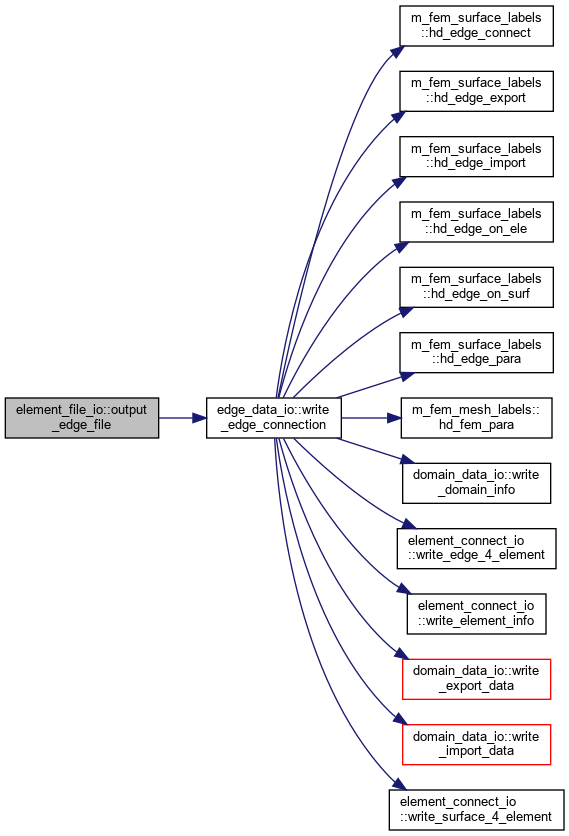 m_fem_surface_labels
::hd_edge_connect
m_fem_surface_labels
::hd_edge_export
m_fem_surface_labels
::hd_edge_import
m_fem_surface_labels
::hd_edge_on_ele
m_fem_surface_labels
::hd_edge_on_surf
m_fem_surface_labels
::hd_edge_para
element_file_io::output
_edge_file
edge_data_io::write
_edge_connection
m_fem_mesh_labels::
hd_fem_para
domain_data_io::write
_domain_info
element_connect_io
::write_edge_4_element
element_connect_io
::write_element_info
domain_data_io::write
_export_data
domain_data_io::write
_import_data
element_connect_io
::write_surface_4_element